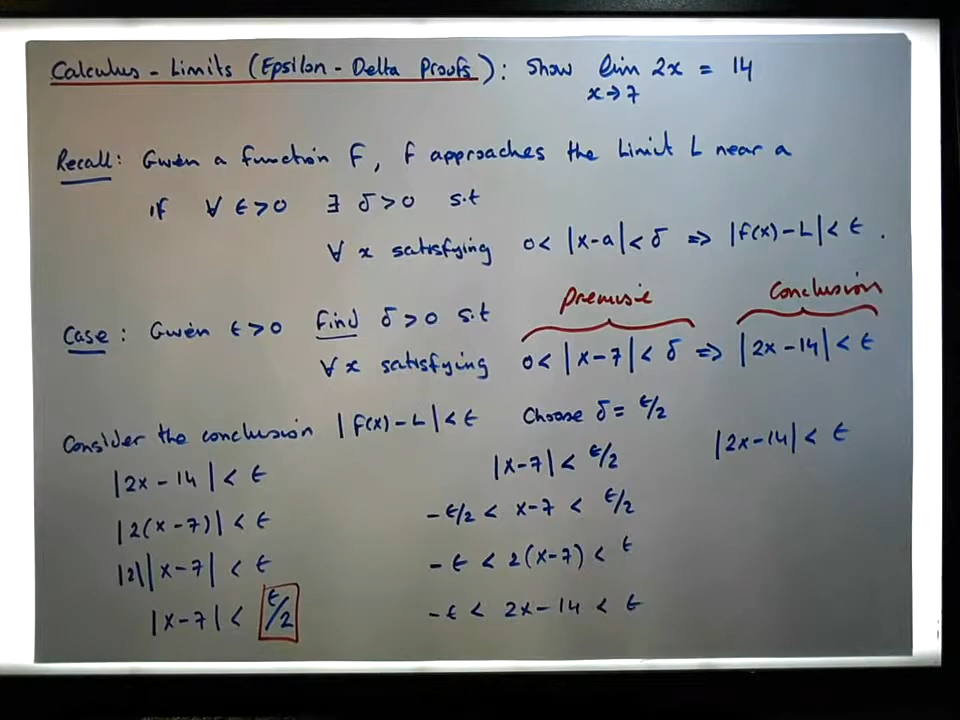 Calculus - Limits (Epsilon - Delta Proofs) : Show lim 2x = 14
x→7
Recall: Given a function F, f approaches the Limit L near a
if ∀ ϵ>0 ∃ δ>0 s.t
∀ x satisfying 0< |x-a|< δ => |f(x)-L|< ϵ .
Premisie Conclusion
Case: Given ϵ>0 Find δ>0 s.t
∀ x satisfying 0< |x-7|< δ => |2x-14|< ϵ
Consider the conclusion |f(x)-L|< ϵ
|2x-14|< ϵ
|2(x-7)|< ϵ
|2||x-7|< ϵ
|x-7|< ϵ/2
Choose δ= ϵ/2
|x-7|< ϵ/2
-ϵ/2 < x-7 < ϵ/2
-ϵ < 2(x-7) < ϵ
-ϵ < 2x-14 < ϵ
|2x-14|< ϵ